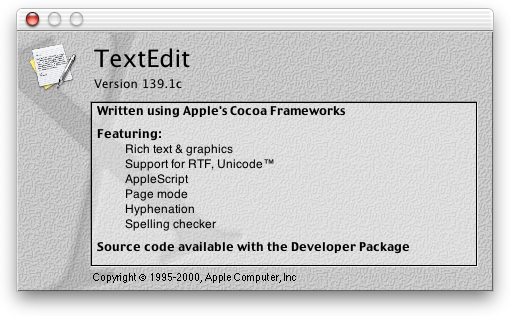 TextEdit
Version 139.1c
Written using Apple's Cocoa Frameworks
Featuring:
Rich text & graphics
Support for RTF, Unicode™
AppleScript
Page mode
Hyphenation
Spelling checker
Source code available with the Developer Package
Copyright © 1995-2000, Apple Computer, Inc